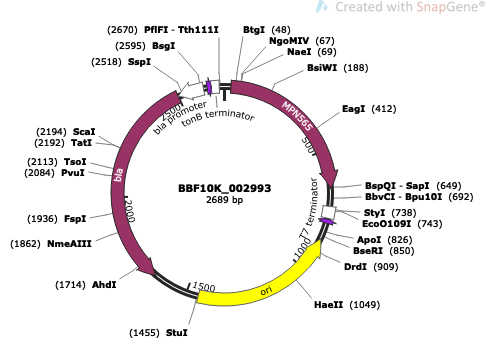 Created with SnapGene®
(2670) PflFI - Tth111I
(2595) BsgI
(2518) SspI
BtgI (48)
NgoMIV (67)
NaeI (69)
BsiWI (188)
EagI (412)
2500
bla promoter
tonB terminator
MPN565
500
(2194) ScaI
(2192) TatI
(2113) TsoI
(2084) PvuI
bla
BBF10K_002993
2689 bp
BspQI - SapI (649)
BbvCI - Bpu10I (692)
StyI (738)
EcoO109I (743)
T7 terminator
2000
(1936) FspI
(1862) NmeAIII
ApoI (826)
BseRI (850)
DrdI (909)
1000
(1714) AhdI
1500
ori
HaeII (1049)
(1455) StuI